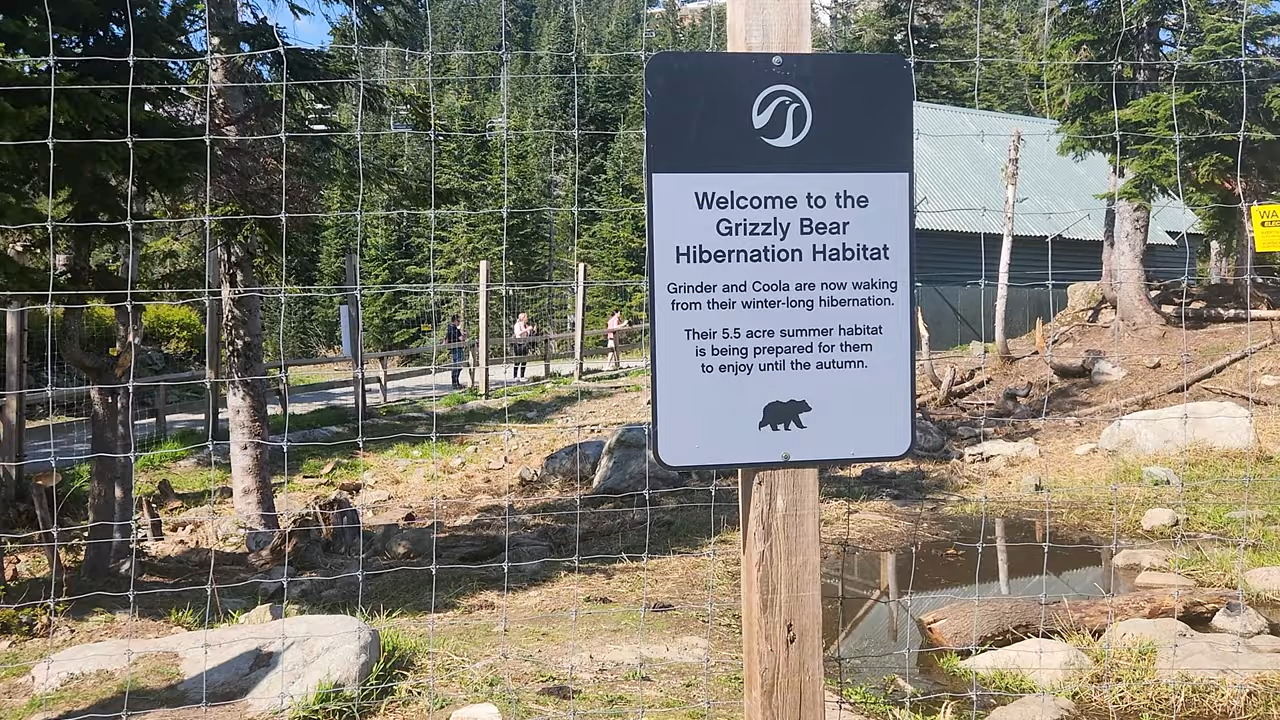 Welcome to the
Grizzly Bear
Hibernation Habitat
Grinder and Coola are now waking
from their winter-long hibernation.
Their 5.5 acre summer habitat
is being prepared for them
to enjoy until the autumn.
WA